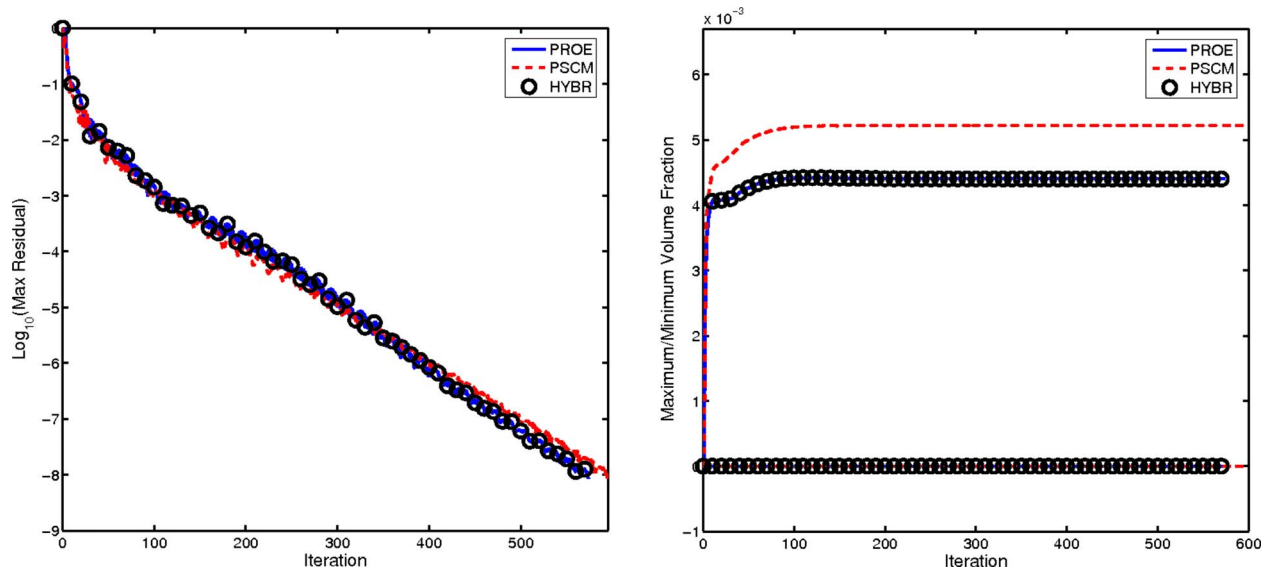 0
−1
−2
−3
−4
−5
−6
−7
−8
−9
0
100
200
300
400
500
Log10(Max Residual)
Iteration
PROE
PSCM
HYBR
x 10−3
6
5
4
3
2
1
0
−1
0
100
200
300
400
500
600
Maximum/Minimum Volume Fraction
Iteration
PROE
PSCM
HYBR